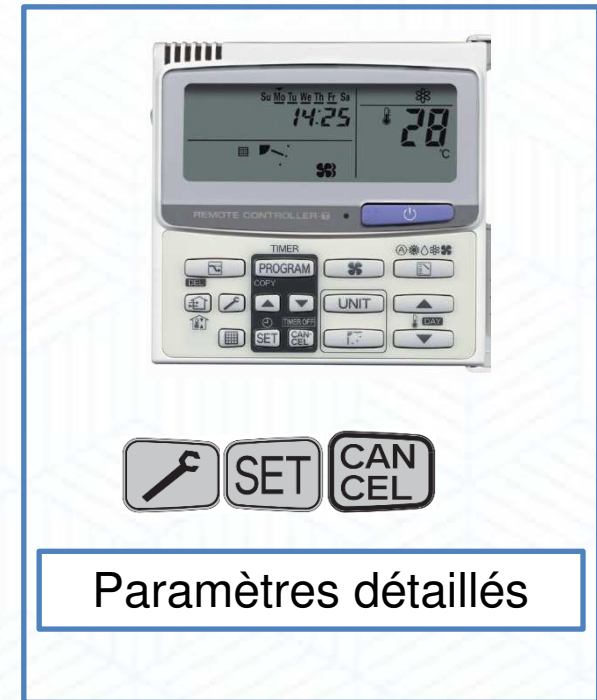 Su Mo Tu We Th Fr Sa
14:25
28
°C
REMOTE CONTROLLER-T
TIMER
A
PROGRAM
DEL
COPY
UNIT
TIMER OFF
DAY
SET
CAN
CEL
SET
CAN
CEL
Paramètres détaillés